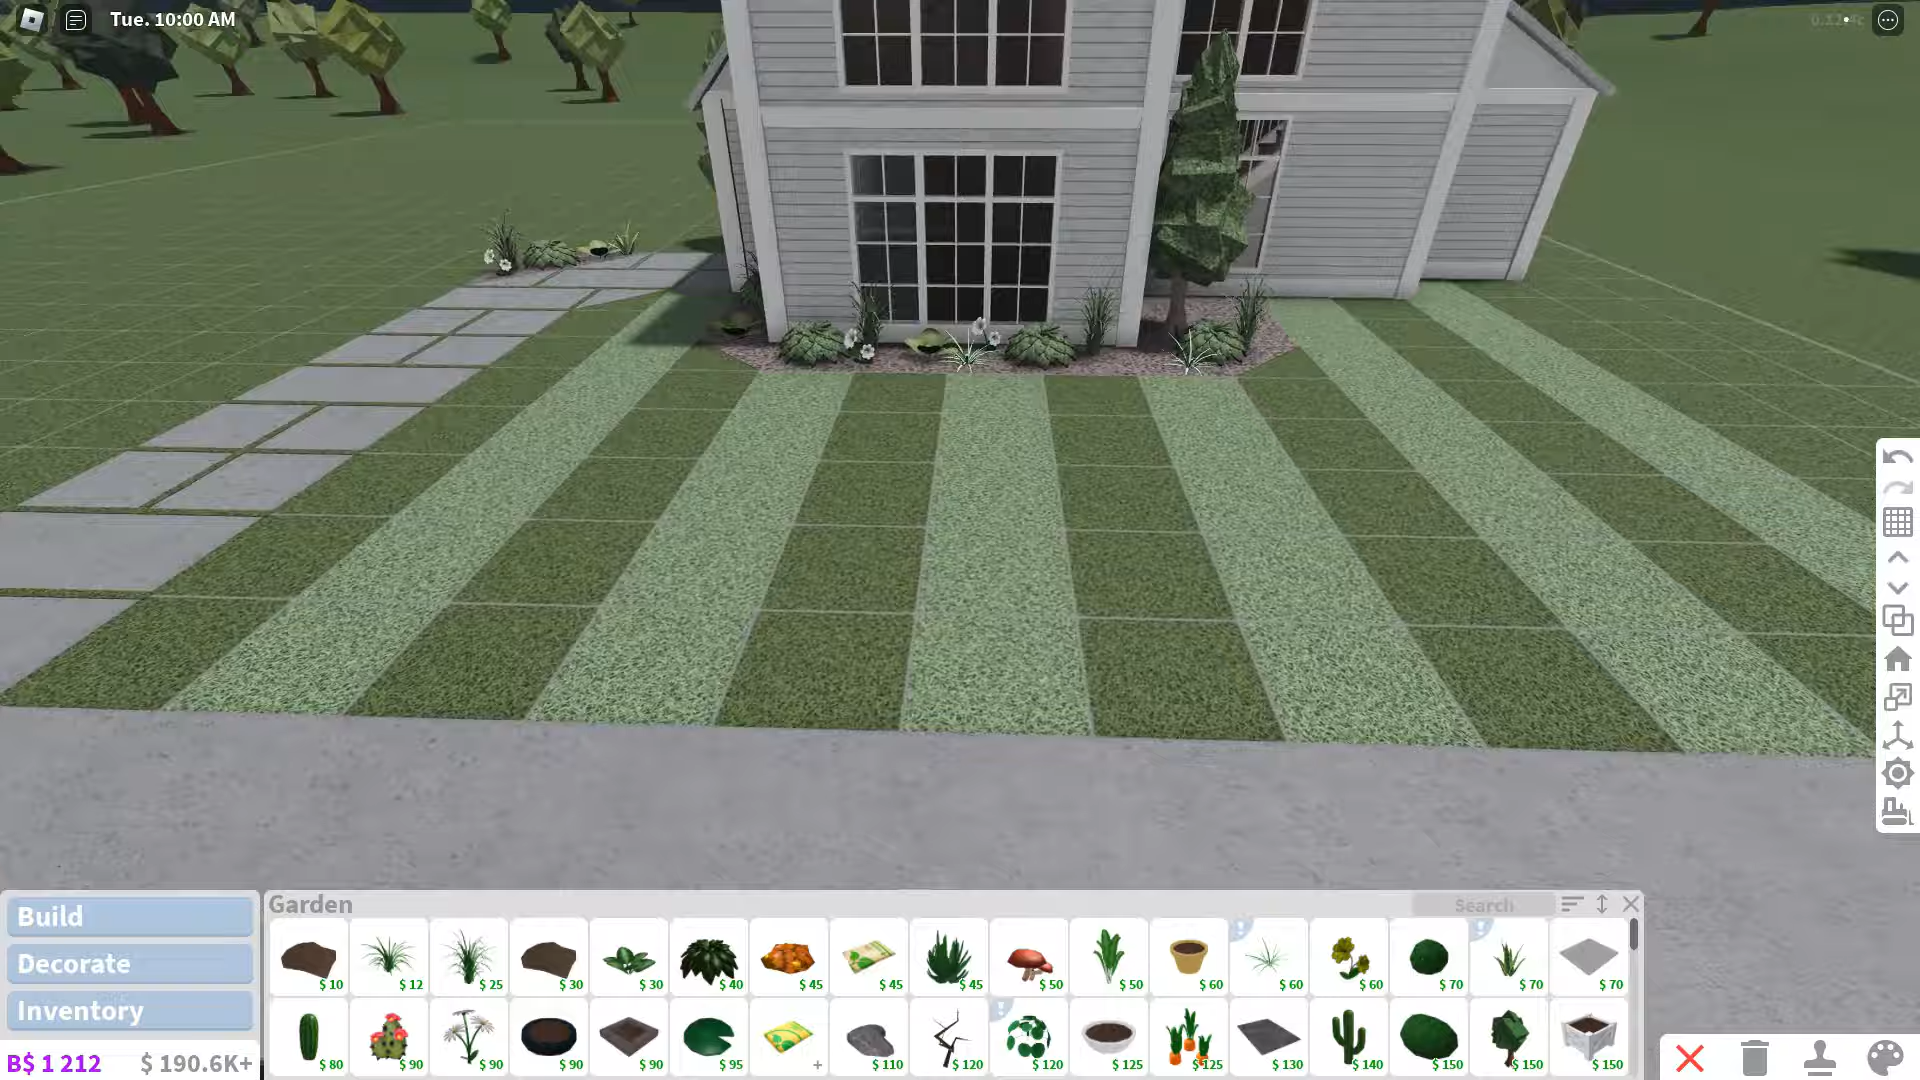 Tue. 10:00 AM
Build
Decorate
Inventory
B$ 1 212 $ 190.6K+
Garden
Search
$ 10 $ 12 $ 25 $ 30 $ 30 $ 40 $ 45 $ 45 $ 45 $ 50 $ 50 $ 60 $ 60 $ 60 $ 70 $ 70 $ 70
$ 80 $ 90 $ 90 $ 90 $ 90 $ 95 + $ 110 $ 120 $ 120 $ 125 $ 125 $ 130 $ 140 $ 150 $ 150 $ 150